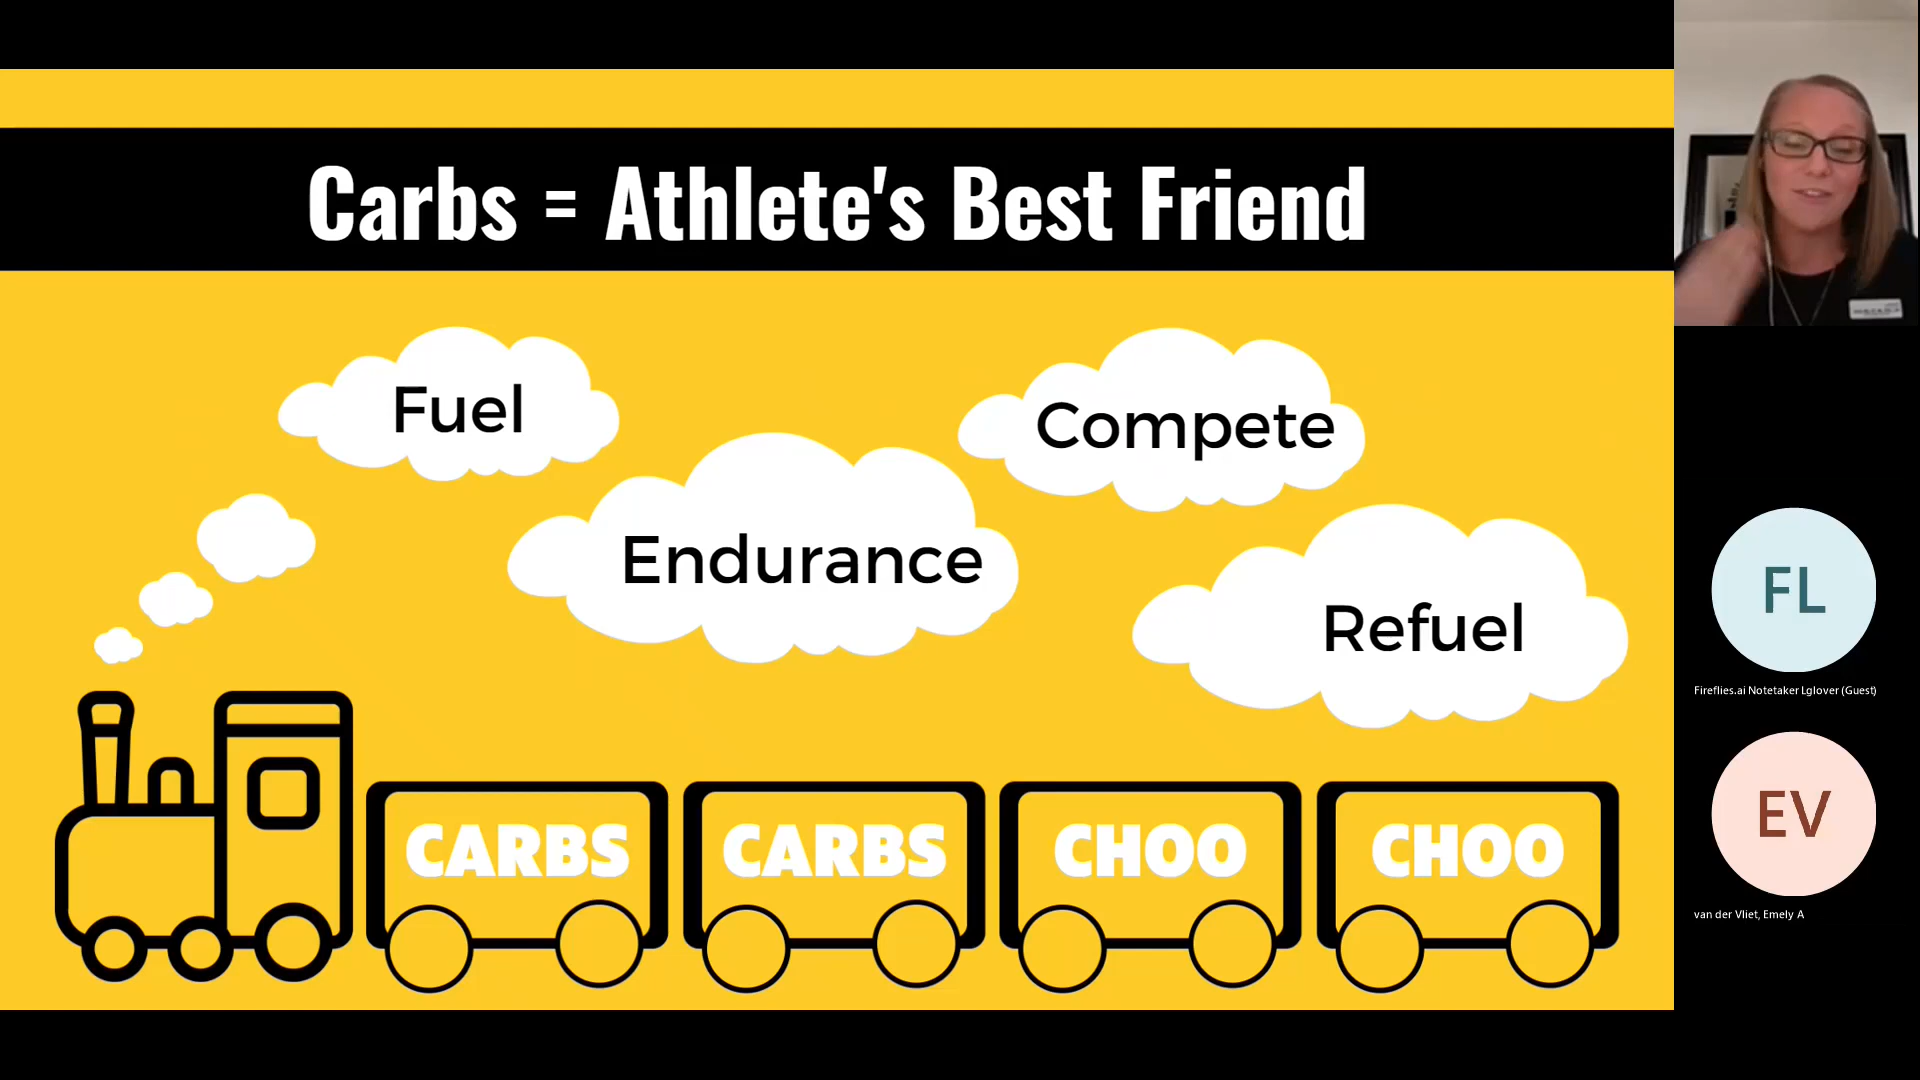 Carbs = Athlete's Best Friend
Fuel
Compete
Endurance
Refuel
CARBS
CARBS
CHOO
CHOO
FL
Fireflies.ai Notetaker Lglover (Guest)
EV
van der Vliet, Emely A